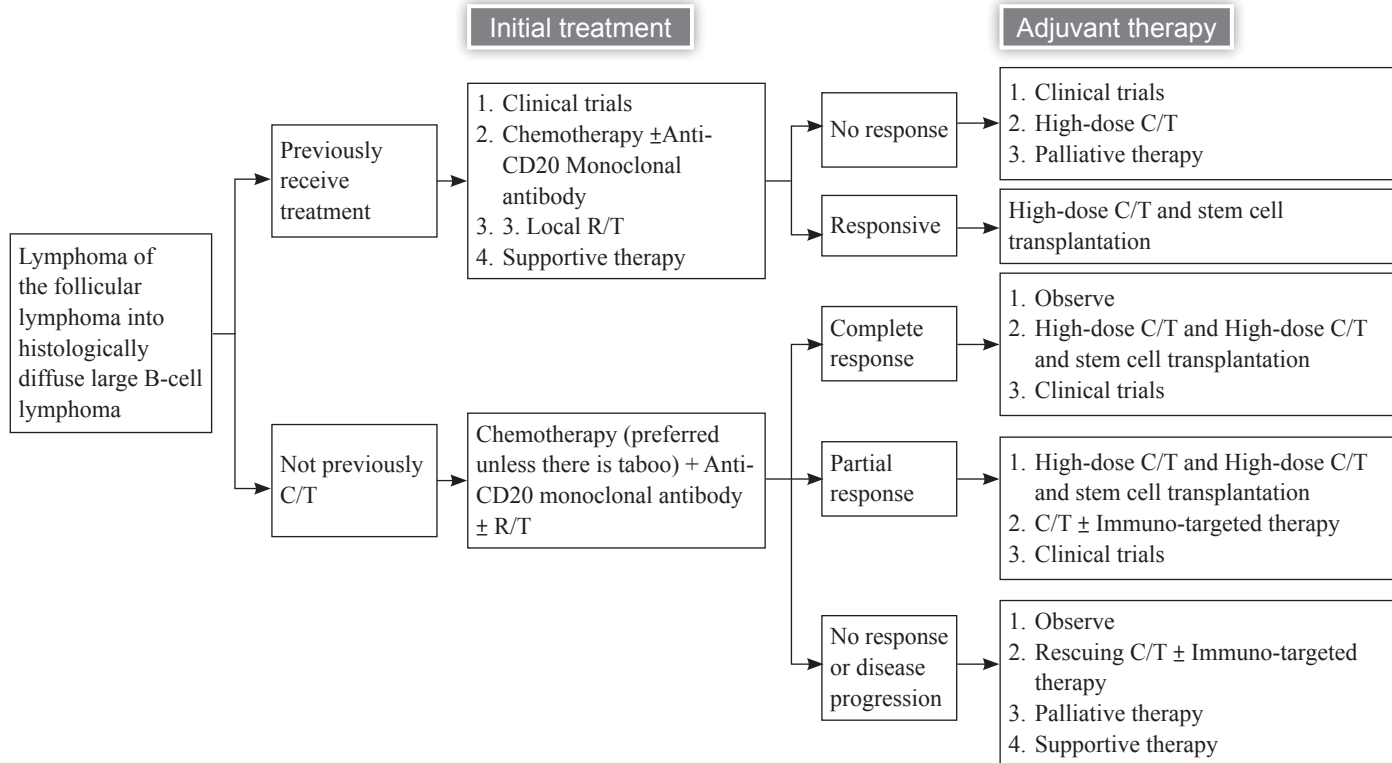 Initial treatment
Adjuvant therapy
Lymphoma of
the follicular
lymphoma into
histologically
diffuse large B-cell
lymphoma
Previously
receive
treatment
1. Clinical trials
2. Chemotherapy ±Anti-
CD20 Monoclonal
antibody
3. 3. Local R/T
4. Supportive therapy
No response
1. Clinical trials
2. High-dose C/T
3. Palliative therapy
Responsive
High-dose C/T and stem cell
transplantation
Not previously
C/T
Chemotherapy (preferred
unless there is taboo) + Anti-
CD20 monoclonal antibody
± R/T
Complete
response
1. Observe
2. High-dose C/T and High-dose C/T
and stem cell transplantation
3. Clinical trials
Partial
response
1. High-dose C/T and High-dose C/T
and stem cell transplantation
2. C/T ± Immuno-targeted therapy
3. Clinical trials
No response
or disease
progression
1. Observe
2. Rescuing C/T ± Immuno-targeted
therapy
3. Palliative therapy
4. Supportive therapy